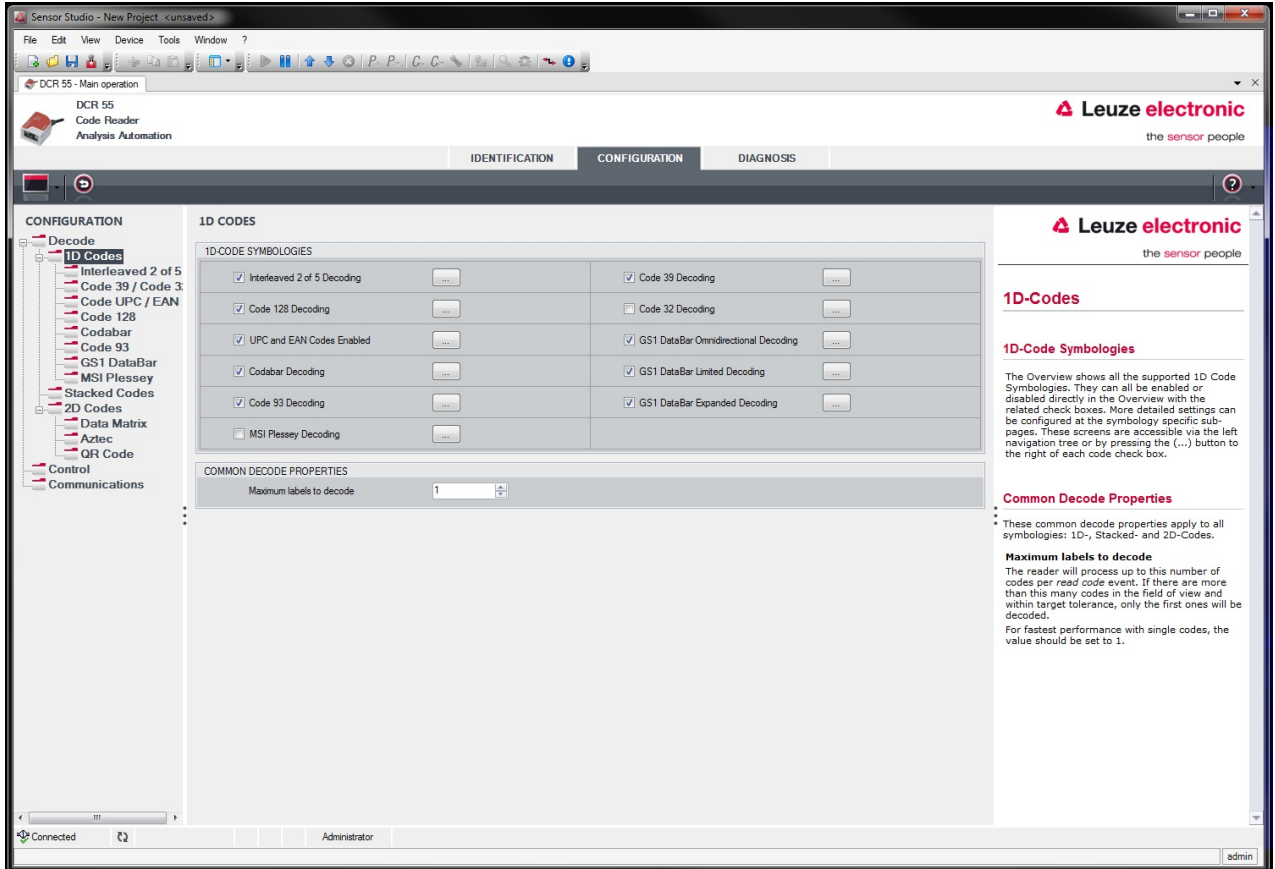 Sensor Studio - New Project <unsaved>
File Edit View Device Tools Window ?
DCR 55 - Main operation
DCR 55
Code Reader
Analysis Automation
Leuze electronic
the sensor people
IDENTIFICATION CONFIGURATION DIAGNOSIS
CONFIGURATION
Decode
1D Codes
Interleaved 2 of 5
Code 39 / Code 3
Code UPC / EAN
Code 128
Codabar
Code 93
GS1 DataBar
MSI Plessey
Stacked Codes
2D Codes
Data Matrix
Aztec
QR Code
Control
Communications
1D CODES
1D-CODE SYMBOLOGIES
Interleaved 2 of 5 Decoding ... Code 39 Decoding ...
Code 128 Decoding ... Code 32 Decoding ...
UPC and EAN Codes Enabled ... GS1 DataBar Omnidirectional Decoding ...
Codabar Decoding ... GS1 DataBar Limited Decoding ...
Code 93 Decoding ... GS1 DataBar Expanded Decoding ...
MSI Plessey Decoding ...
COMMON DECODE PROPERTIES
Maximum labels to decode 1
Leuze electronic
the sensor people
1D-Codes
1D-Code Symbologies
The Overview shows all the supported 1D Code
Symbologies. They can all be enabled or
disabled directly in the Overview with the
related check boxes. More detailed settings can
be configured at the symbology specific sub-
pages. These screens are accessible via the left
navigation tree or by pressing the (...) button to
the right of each code check box.
Common Decode Properties
These common decode properties apply to all
symbologies: 1D-, Stacked- and 2D-Codes.
Maximum labels to decode
The reader will process up to this number of
codes per read code event. If there are more
than this many codes in the field of view and
within target tolerance, only the first ones will be
decoded.
For fastest performance with single codes, the
value should be set to 1.
Connected Administrator
admin